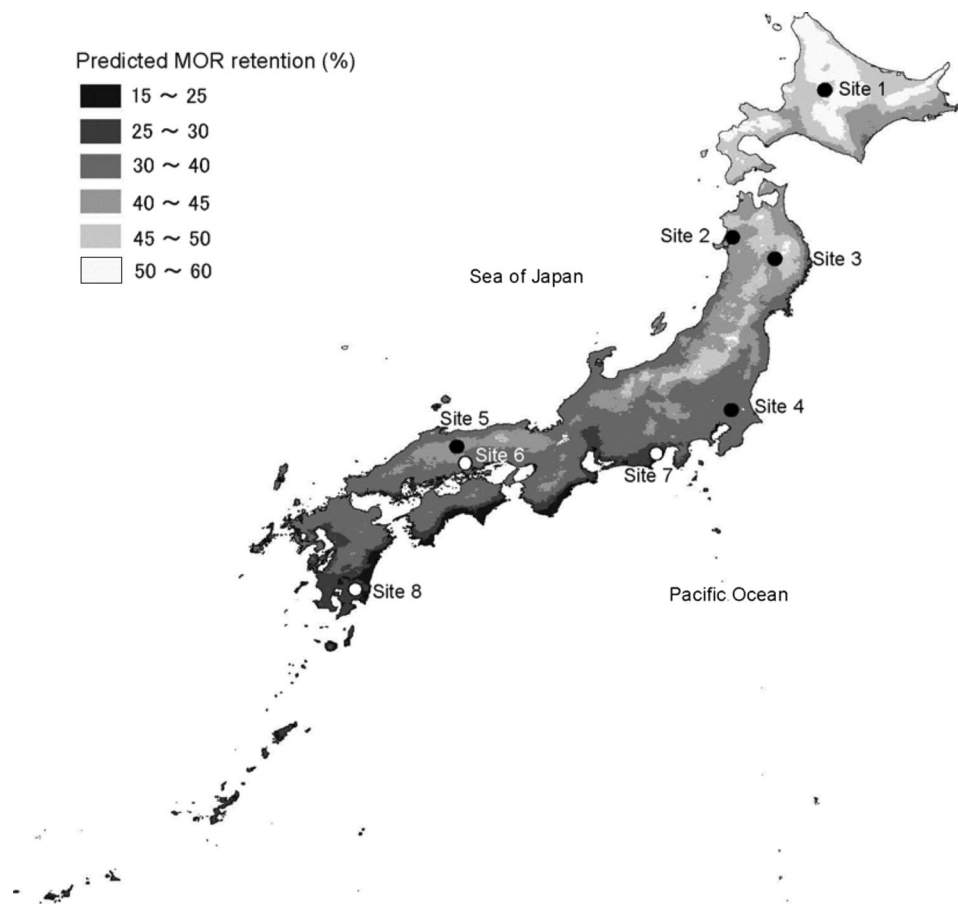 Predicted MOR retention (%)
15 ～ 25
25 ～ 30
30 ～ 40
40 ～ 45
45 ～ 50
50 ～ 60
Site 1
Site 2
Site 3
Sea of Japan
Site 4
Site 5
Site 6
Site 7
Site 8
Pacific Ocean